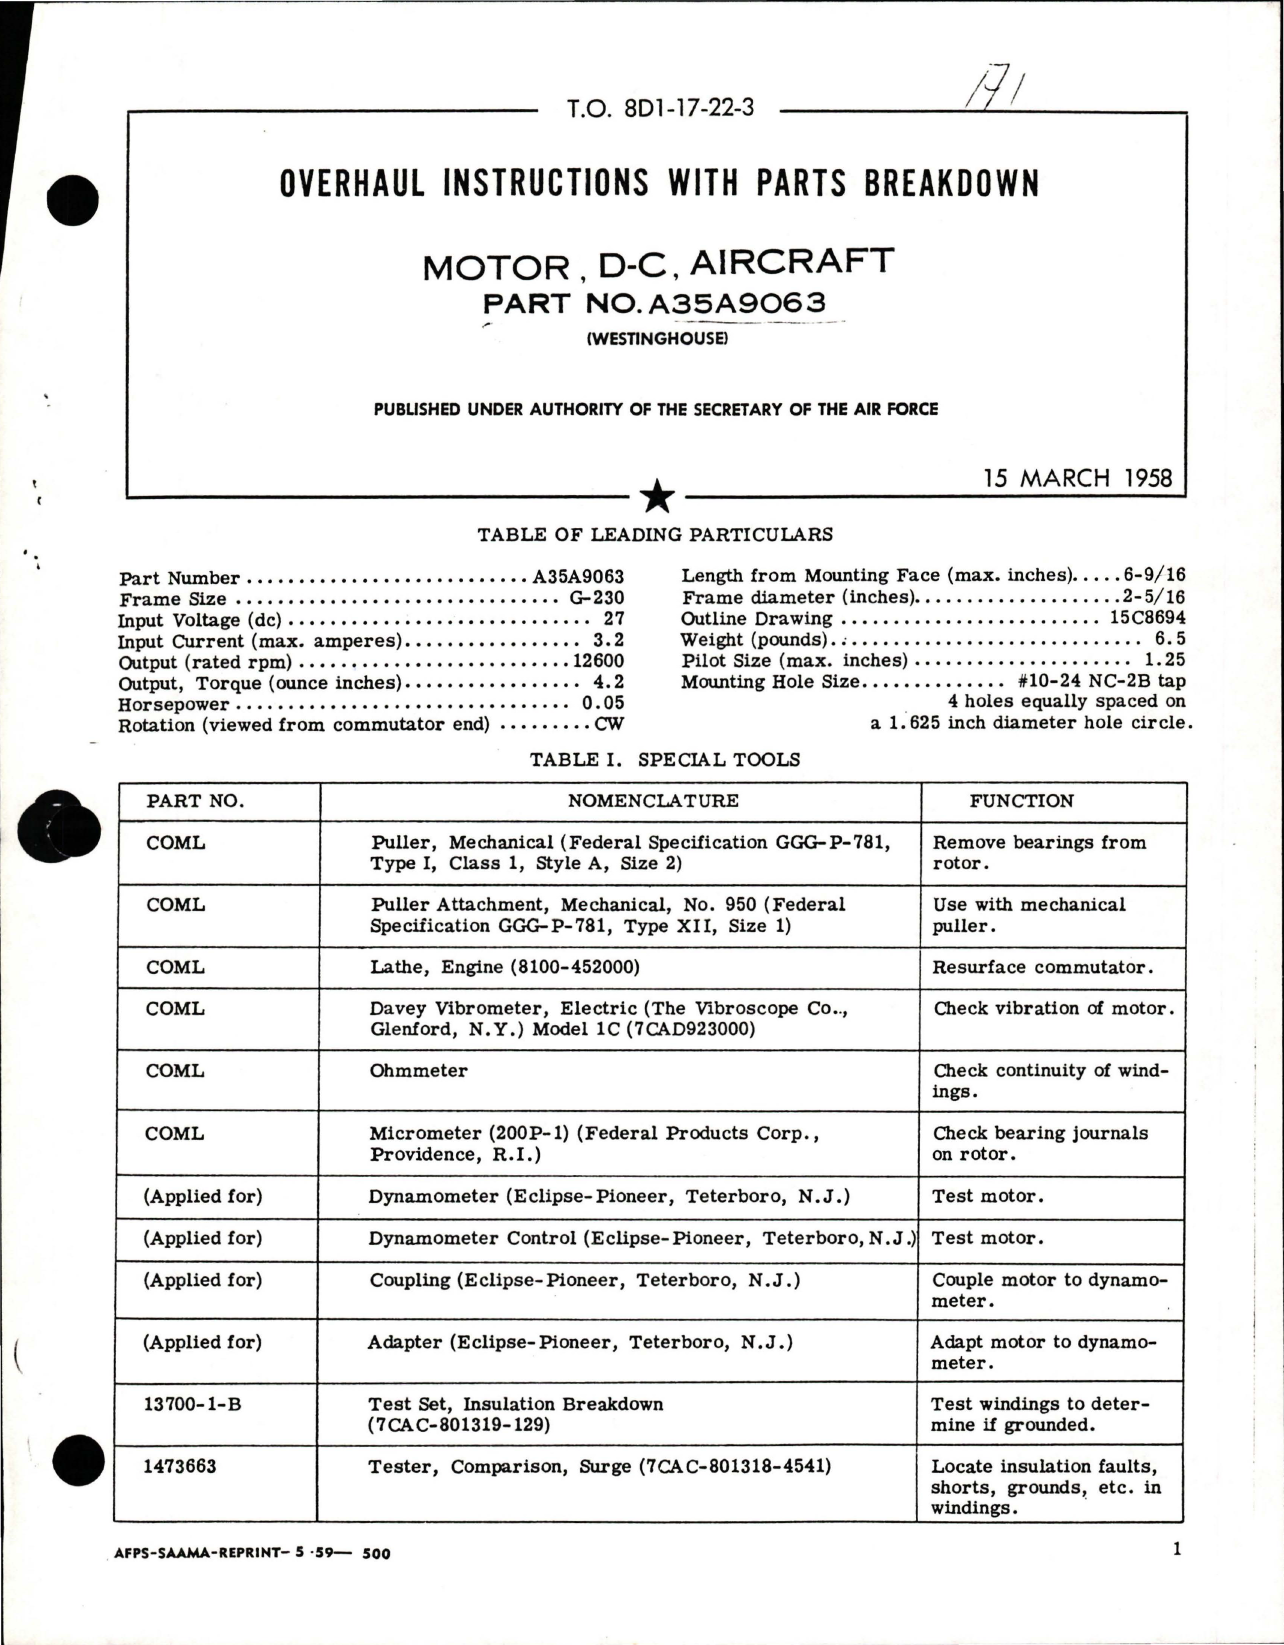 A1
T.O. 8D1-17-22-3
OVERHAUL INSTRUCTIONS WITH PARTS BREAKDOWN
MOTOR, D-C, AIRCRAFT
PART NO. A35A9063
(WESTINGHOUSE)
PUBLISHED UNDER AUTHORITY OF THE SECRETARY OF THE AIR FORCE
15 MARCH 1958
TABLE OF LEADING PARTICULARS
Part Number ........................... A35A9063
Frame Size ............................... G-230
Input Voltage (dc) ............................. 27
Input Current (max. amperes)................. 3.2
Output (rated rpm) ..........................12600
Output, Torque (ounce inches)................. 4.2
Horsepower ................................ 0.05
Rotation (viewed from commutator end) .........CW
Length from Mounting Face (max. inches).....6-9/16
Frame diameter (inches)....................2-5/16
Outline Drawing ......................... 15C8694
Weight (pounds).............................. 6.5
Pilot Size (max. inches) ..................... 1.25
Mounting Hole Size.............. #10-24 NC-2B tap
4 holes equally spaced on
a 1.625 inch diameter hole circle.
TABLE I. SPECIAL TOOLS
PART NO. NOMENCLATURE FUNCTION
COML Puller, Mechanical (Federal Specification GGG-P-781, Remove bearings from
Type I, Class 1, Style A, Size 2) rotor.
COML Puller Attachment, Mechanical, No. 950 (Federal Use with mechanical
Specification GGG-P-781, Type XII, Size 1) puller.
COML Lathe, Engine (8100-452000) Resurface commutator.
COML Davey Vibrometer, Electric (The Vibroscope Co., Check vibration of motor.
Glenford, N.Y.) Model 1C (7CAD923000)
COML Ohmmeter Check continuity of wind-
ings.
COML Micrometer (200P-1) (Federal Products Corp., Check bearing journals
Providence, R.I.) on rotor.
(Applied for) Dynamometer (Eclipse-Pioneer, Teterboro, N.J.) Test motor.
(Applied for) Dynamometer Control (Eclipse-Pioneer, Teterboro, N.J.) Test motor.
(Applied for) Coupling (Eclipse-Pioneer, Teterboro, N.J.) Couple motor to dynamo-
meter.
(Applied for) Adapter (Eclipse-Pioneer, Teterboro, N.J.) Adapt motor to dynamo-
meter.
13700-1-B Test Set, Insulation Breakdown Test windings to deter-
(7CAC-801319-129) mine if grounded.
1473663 Tester, Comparison, Surge (7CAC-801318-4541) Locate insulation faults,
shorts, grounds, etc. in
windings.
AFPS-SAAMA-REPRINT- 5 -59— 500
1